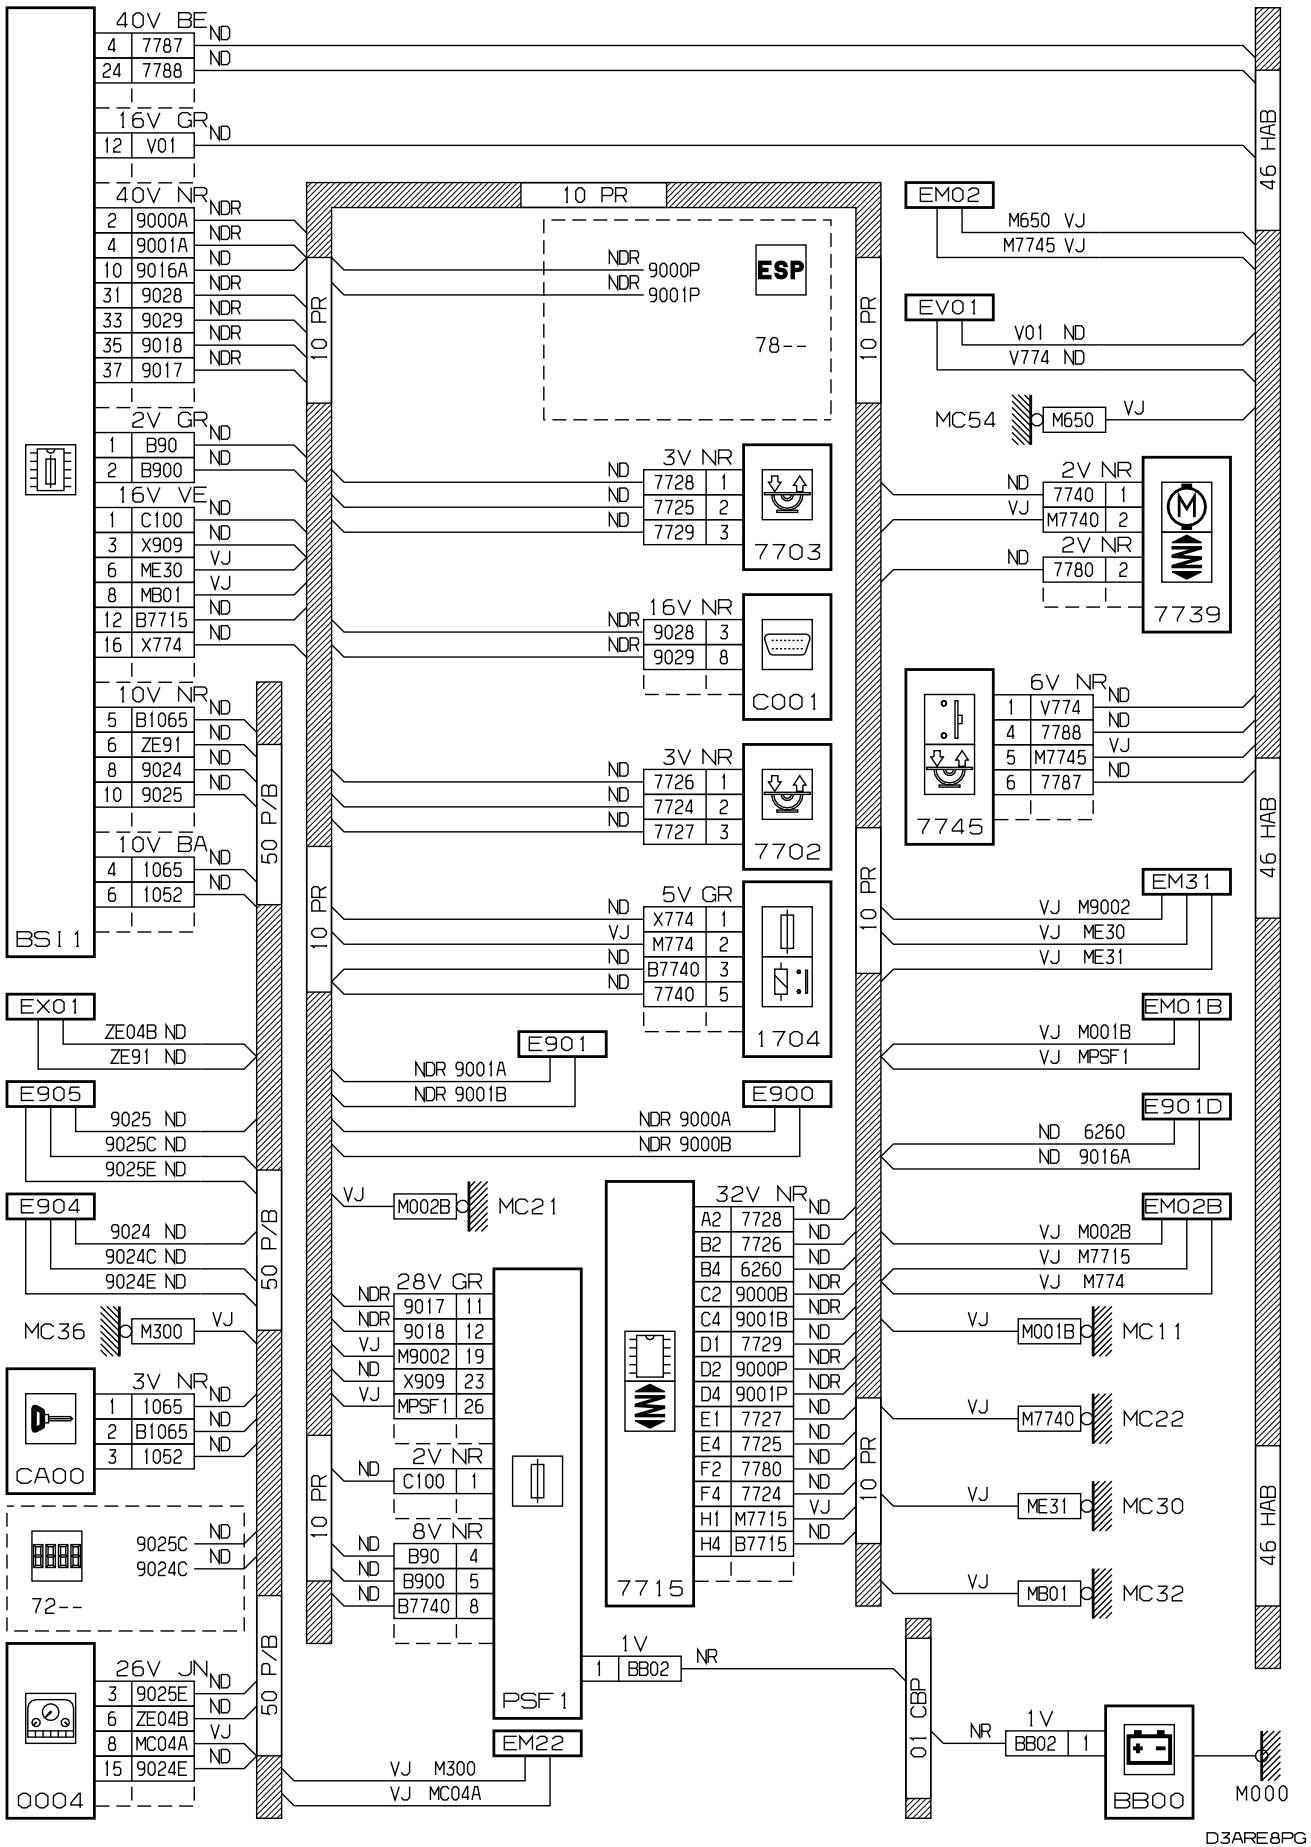 40V BE
4 7787 ND
24 7788 ND
16V GR
12 V01 ND
40V NR
2 9000A NDR
4 9001A NDR
10 9016A ND
31 9028 NDR
33 9029 NDR
35 9018 NDR
37 9017 NDR
2V GR
1 B90 ND
2 B900 ND
16V VE
1 C100 ND
3 X909 ND
6 ME30 VJ
8 MB01 VJ
12 B7715 ND
16 X774 ND
10V NR
5 B1065 ND
6 ZE91 ND
8 9024 ND
10 9025 ND
10V BA
4 1065 ND
6 1052 ND
BSI1
EX01
ZE04B ND
ZE91 ND
E905
9025 ND
9025C ND
9025E ND
E904
9024 ND
9024C ND
9024E ND
MC36 M300 VJ
3V NR
1 1065 ND
2 B1065 ND
3 1052 ND
CA00
9025C ND
9024C ND
72--
26V JN
3 9025E ND
6 ZE04B ND
8 MC04A VJ
15 9024E ND
0004
50 P/B
50 P/B
50 P/B
10 PR
10 PR
10 PR
10 PR
NDR 9000P
NDR 9001P
ESP
78--
3V NR
ND 7728 1
ND 7725 2
ND 7729 3
7703
16V NR
NDR 9028 3
NDR 9029 8
C001
3V NR
ND 7726 1
ND 7724 2
ND 7727 3
7702
5V GR
ND X774 1
VJ M774 2
ND B7740 3
ND 7740 5
1704
E901
NDR 9001A
NDR 9001B
E900
NDR 9000A
NDR 9000B
VJ M002B MC21
28V GR
NDR 9017 11
NDR 9018 12
VJ M9002 19
ND X909 23
VJ MPSF1 26
2V NR
ND C100 1
8V NR
ND B90 4
ND B900 5
ND B7740 8
PSF1
1V
1 BB02 NR
EM22
VJ M300
VJ MC04A
32V NR
A2 7728 ND
B2 7726 ND
B4 6260 ND
C2 9000B NDR
C4 9001B NDR
D1 7729 ND
D2 9000P NDR
D4 9001P NDR
E1 7727 ND
E4 7725 ND
F2 7780 ND
F4 7724 ND
H1 M7715 VJ
H4 B7715 ND
7715
10 PR
10 PR
10 PR
EM02
M650 VJ
M7745 VJ
EV01
V01 ND
V774 ND
MC54 M650 VJ
2V NR
ND 7740 1
VJ M7740 2
2V NR
ND 7780 2
M
7739
6V NR
1 V774 ND
4 7788 ND
5 M7745 VJ
6 7787 ND
7745
EM31
VJ M9002
VJ ME30
VJ ME31
EM01B
VJ M001B
VJ MPSF1
E901D
ND 6260
ND 9016A
EM02B
VJ M002B
VJ M7715
VJ M774
VJ M001B MC11
VJ M7740 MC22
VJ ME31 MC30
VJ MB01 MC32
01 CBP
1V
NR BB02 1
+ -
BB00
M000
46 HAB
46 HAB
46 HAB
D3ARE8PG